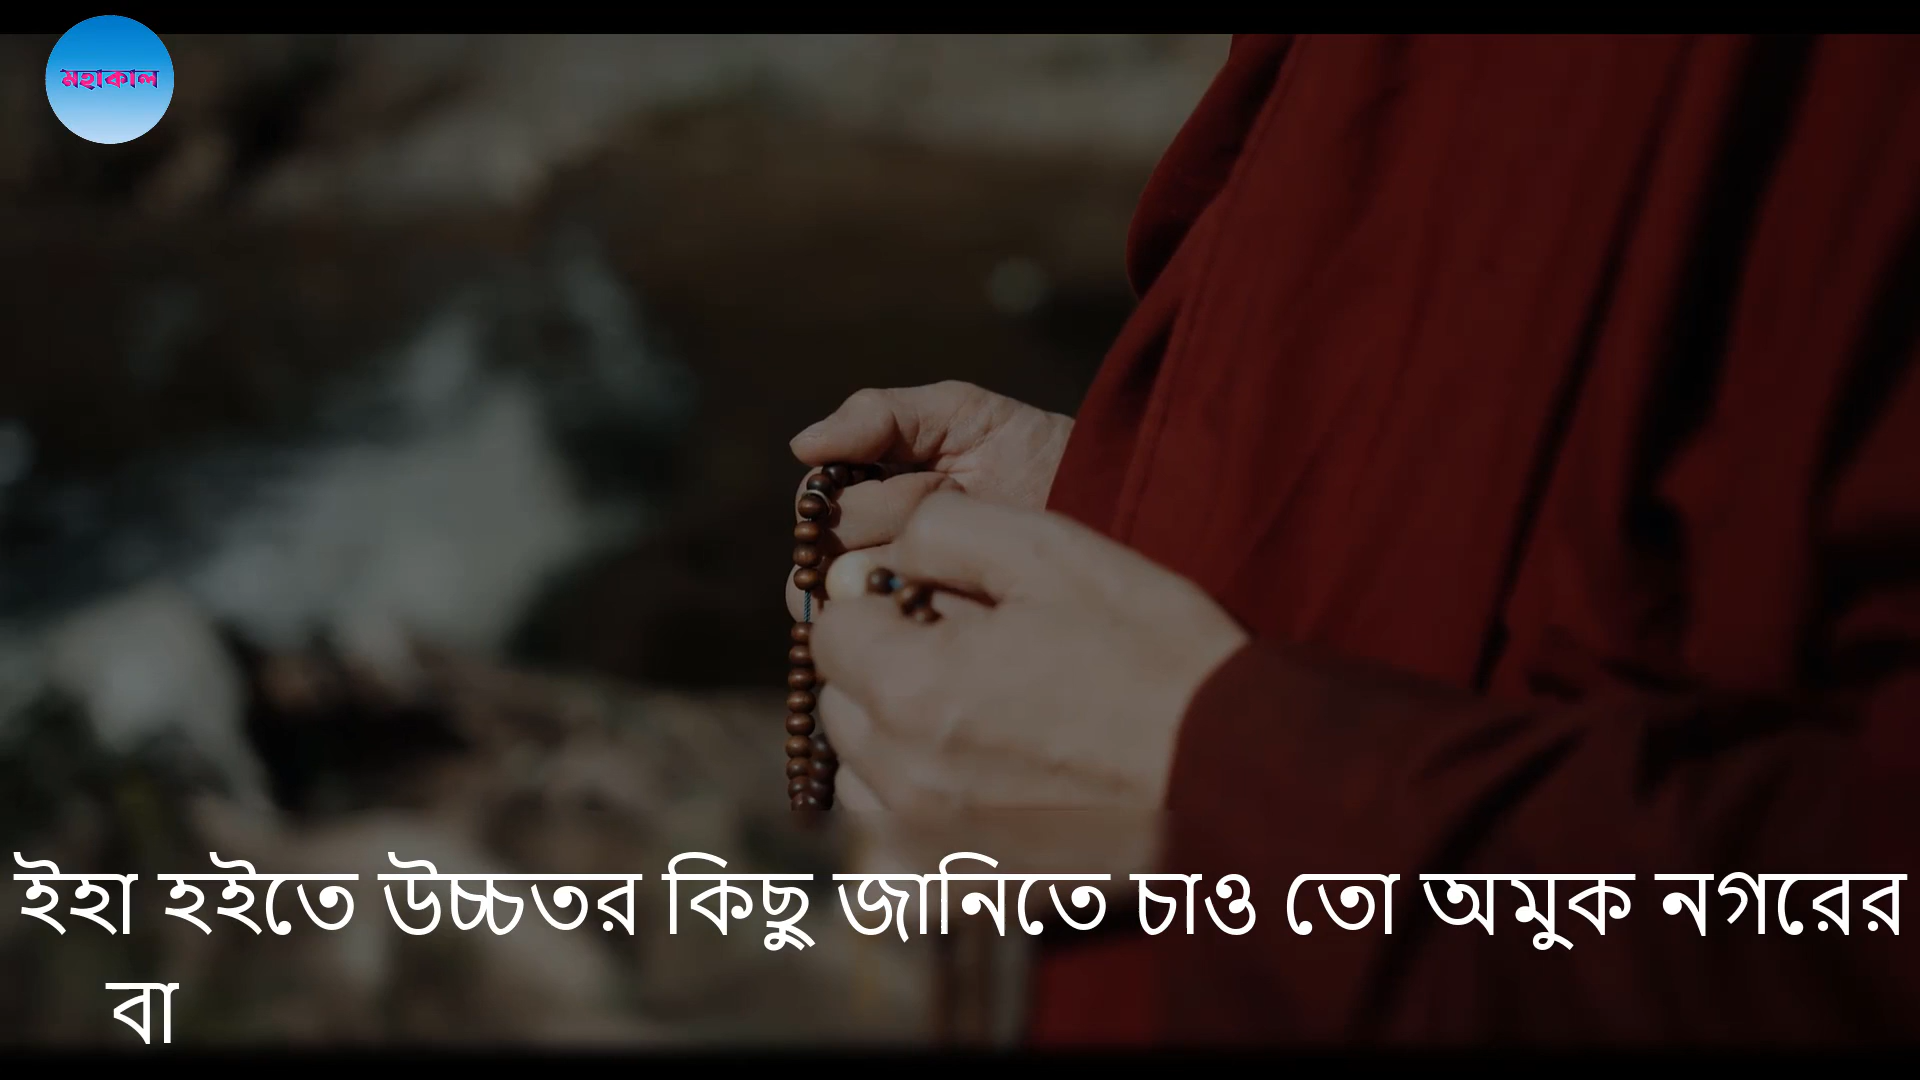 মহাকাল
ইহা হইতে উচ্চতর কিছু জানিতে চাও তো অমুক নগরের
বা